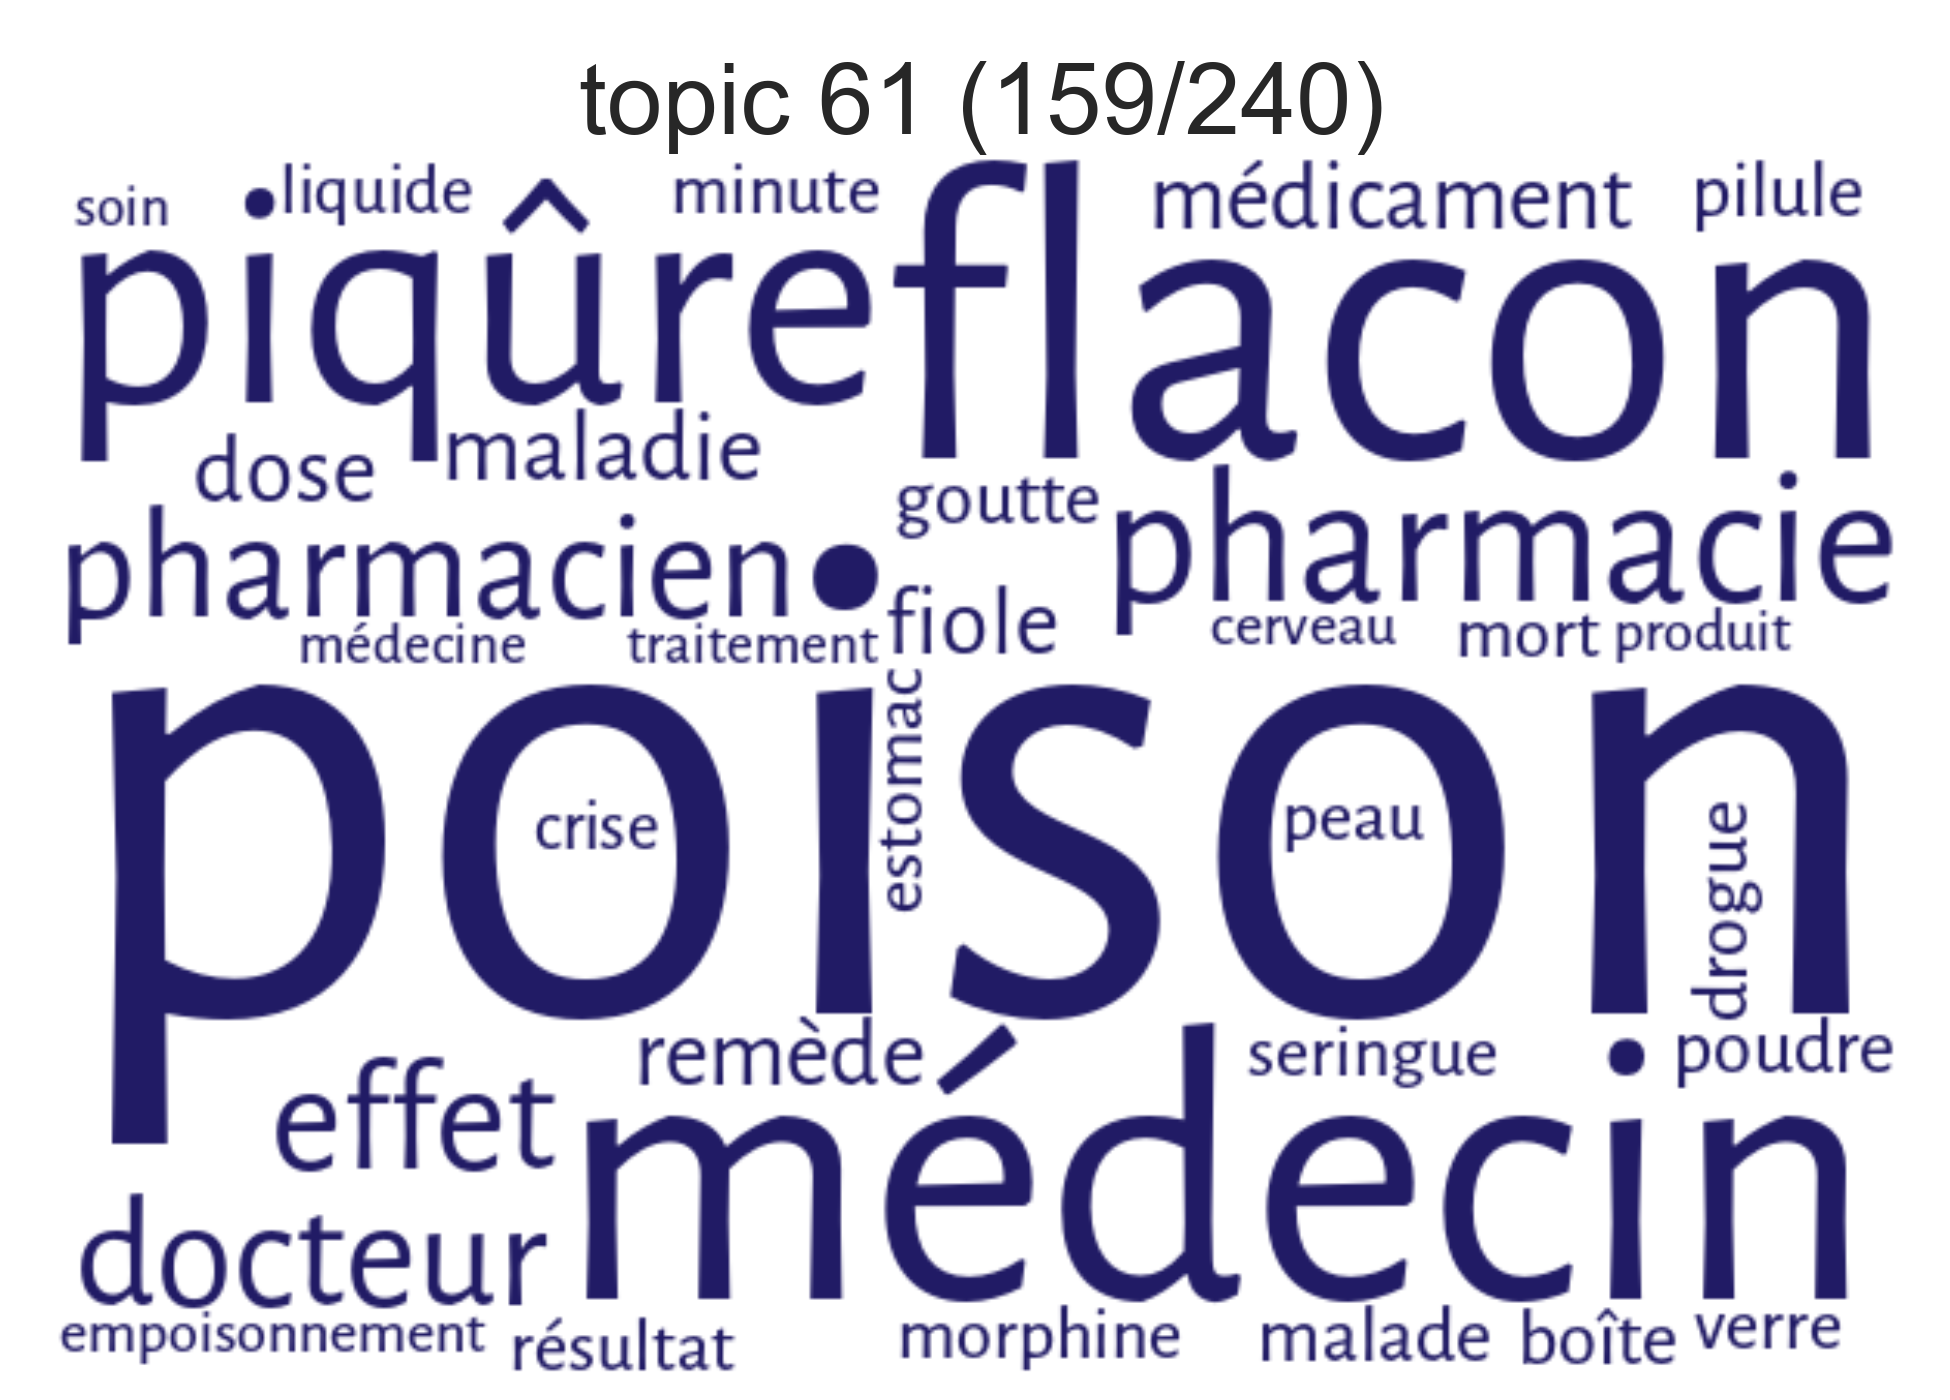 topic 61 (159/240)
soin liquide minute médicament pilule
piqûre flacon
dose maladie goutte
pharmacien pharmacie
médecine traitement fiole cerveau mort produit
poison
crise estomac peau drogue
remède seringue poudre
effet médecin
docteur
empoisonnement résultat morphine malade boîte verre